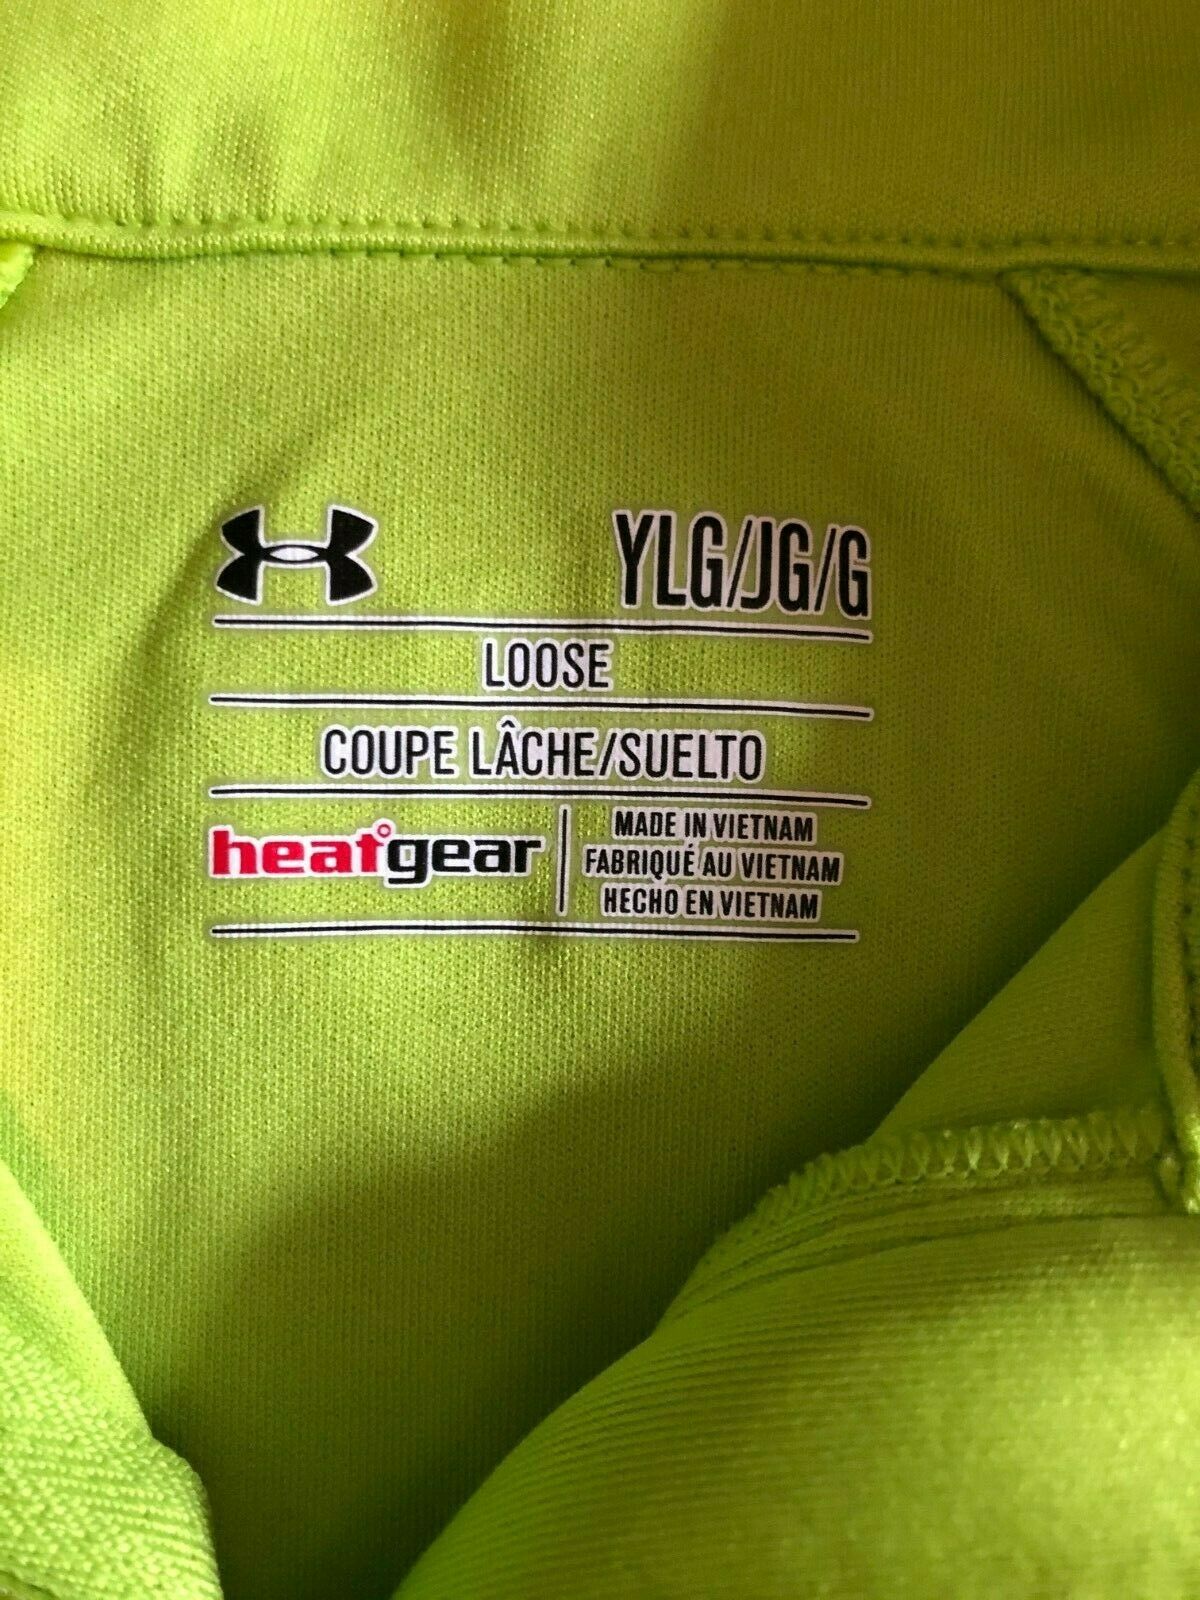 YLG/JG/G
LOOSE
COUPE LÂCHE/SUELTO
heatgear
MADE IN VIETNAM
FABRIQUÉ AU VIETNAM
HECHO EN VIETNAM